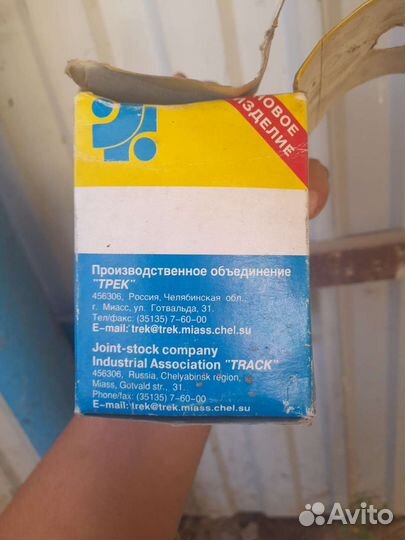 НОВОЕ
ИЗДЕЛИЕ
Производственное объединение
"ТРЕК"
456306, Россия, Челябинская обл.,
г. Миасс, ул. Готвальда, 31.
Тел/факс: (35135) 7-60-00
E-mail: trek@trek.miass.chel.su
Joint-stock company
Industrial Association "TRACK"
456306, Russia, Chelyabinsk region,
Miass, Gotvald str., 31.
Phone/fax: (35135) 7-60-00
E-mail: trek@trek.miass.chel.su
Avito